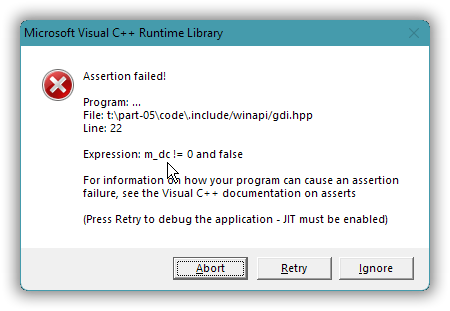 Microsoft Visual C++ Runtime Library
Assertion failed!
Program: ...
File: t:\part-05\code\.include/winapi/gdi.hpp
Line: 22
Expression: m_dc != 0 and false
For information on how your program can cause an assertion
failure, see the Visual C++ documentation on asserts
(Press Retry to debug the application - JIT must be enabled)
Abort
Retry
Ignore